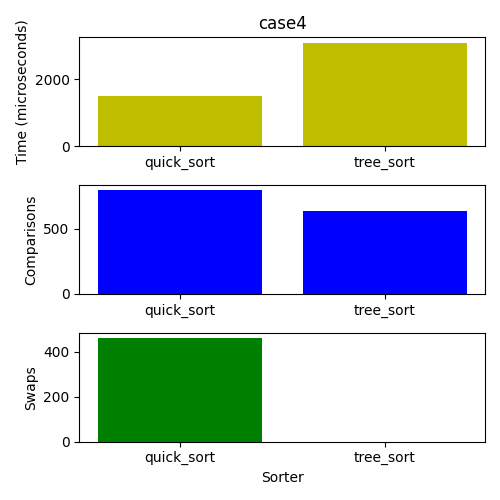 case4
Time (microseconds)
2000
0
quick_sort tree_sort
Comparisons
500
0
quick_sort tree_sort
Swaps
400
200
0
quick_sort tree_sort
Sorter